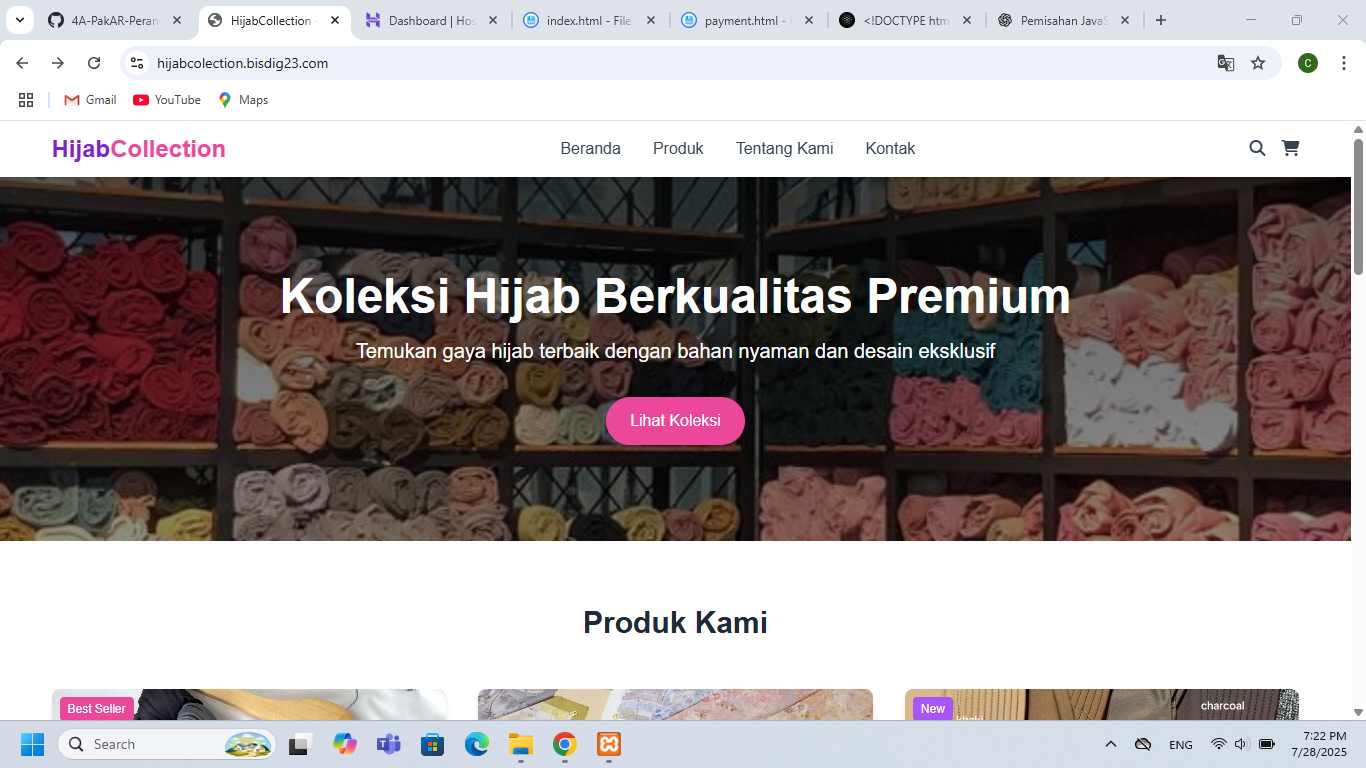 4A-PakAR-Peran
HijabCollection -
Dashboard | Hos
index.html - File
payment.html -
<!DOCTYPE htm
Pemisahan JavaS
hijabcolection.bisdig23.com
C
Gmail
YouTube
Maps
HijabCollection
Beranda
Produk
Tentang Kami
Kontak
Koleksi Hijab Berkualitas Premium
Temukan gaya hijab terbaik dengan bahan nyaman dan desain eksklusif
Lihat Koleksi
Produk Kami
Best Seller
New
khaki
charcoal
Search
ENG
7:22 PM
7/28/2025